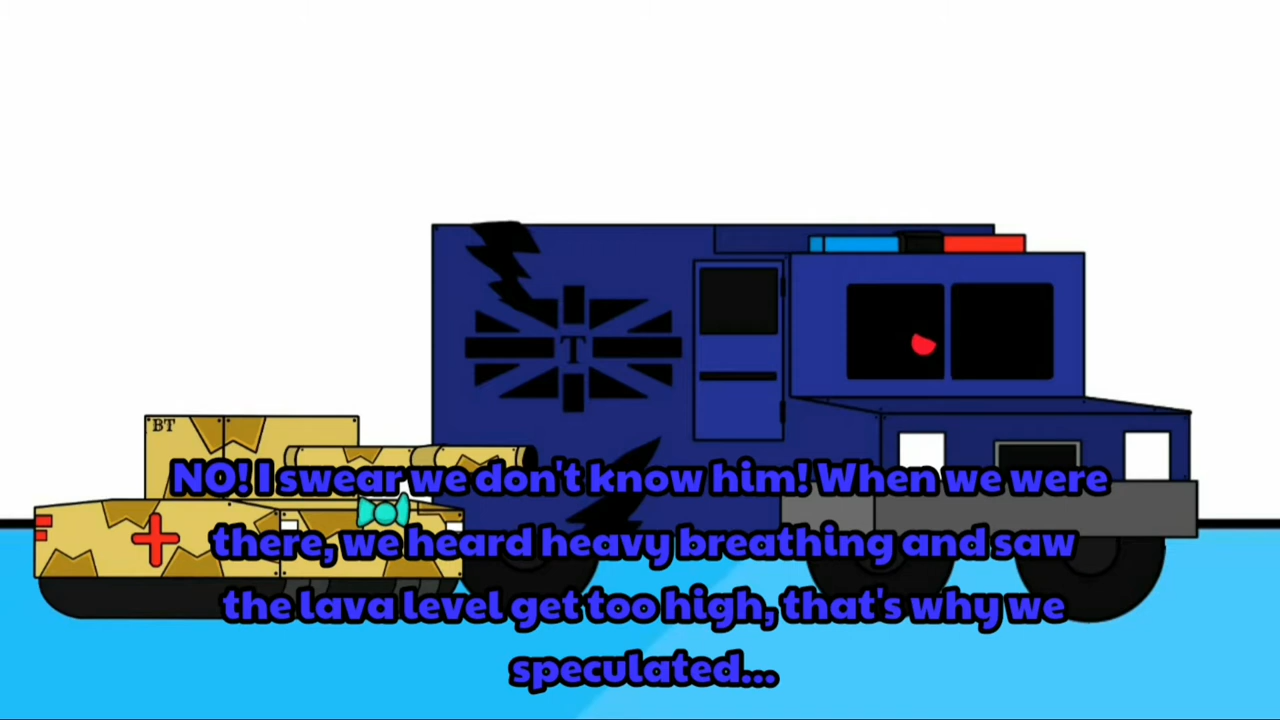 T
BT
NO! I swear we don't know him! When we were
there, we heard heavy breathing and saw
the lava level get too high, that's why we
speculated...